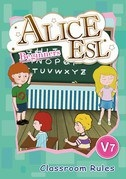 ALICE
Beginners ESL
TUVWXYZ
V7
Classroom Rules